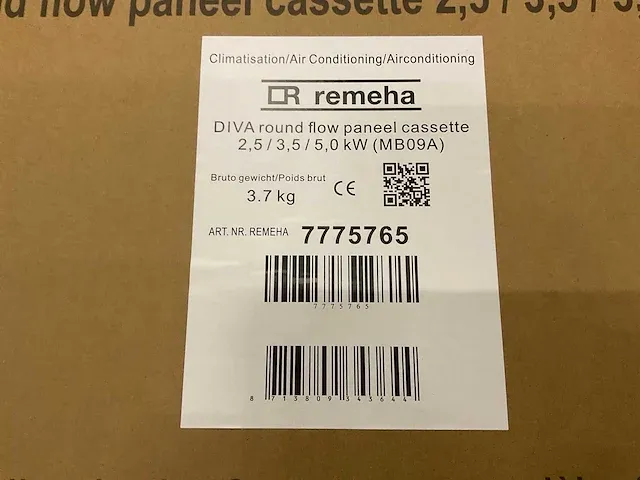 flow paneel cassette 2,5 / 3,5 /
Climatisation/Air Conditioning/Airconditioning
remeha
DIVA round flow paneel cassette
2,5 / 3,5 / 5,0 kW (MB09A)
Bruto gewicht/Poids brut
3.7 kg
CE
ART. NR. REMEHA 7775765
7775765
8713809343644